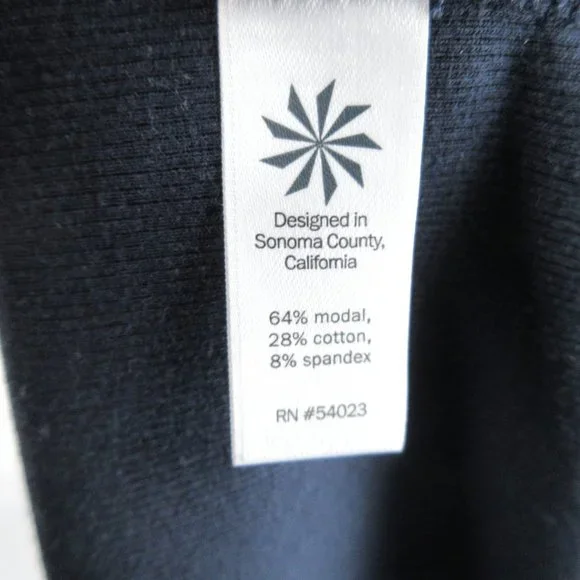 Designed in
Sonoma County,
California
64% modal,
28% cotton,
8% spandex
RN #54023